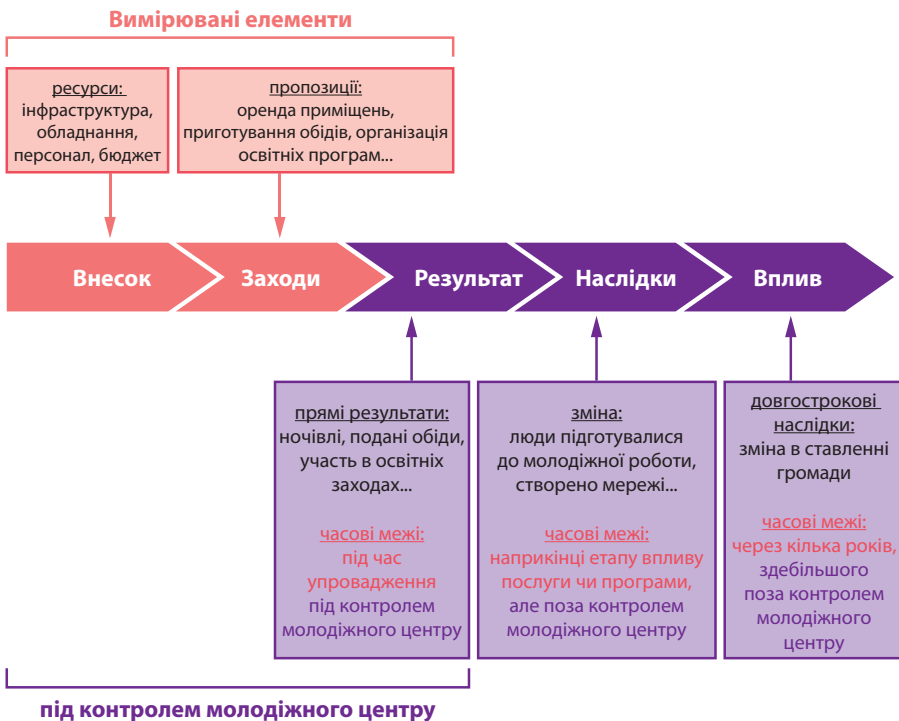 Вимірювані елементи
ресурси:
інфраструктура,
обладнання,
персонал, бюджет
пропозиції:
оренда приміщень,
приготування обідів, організація
освітніх програм...
Внесок
Заходи
Результат
Наслідки
Вплив
прямі результати:
ночівлі, подані обіди,
участь в освітніх
заходах...
часові межі:
під час
упровадження
під контролем
молодіжного центру
зміна:
люди підготувалися
до молодіжної роботи,
створено мережі...
часові межі:
наприкінці етапу впливу
послуги чи програми,
але поза контролем
молодіжного центру
довгострокові
наслідки:
зміна в ставленні
громади
часові межі:
через кілька років,
здебільшого
поза контролем
молодіжного
центру
під контролем молодіжного центру